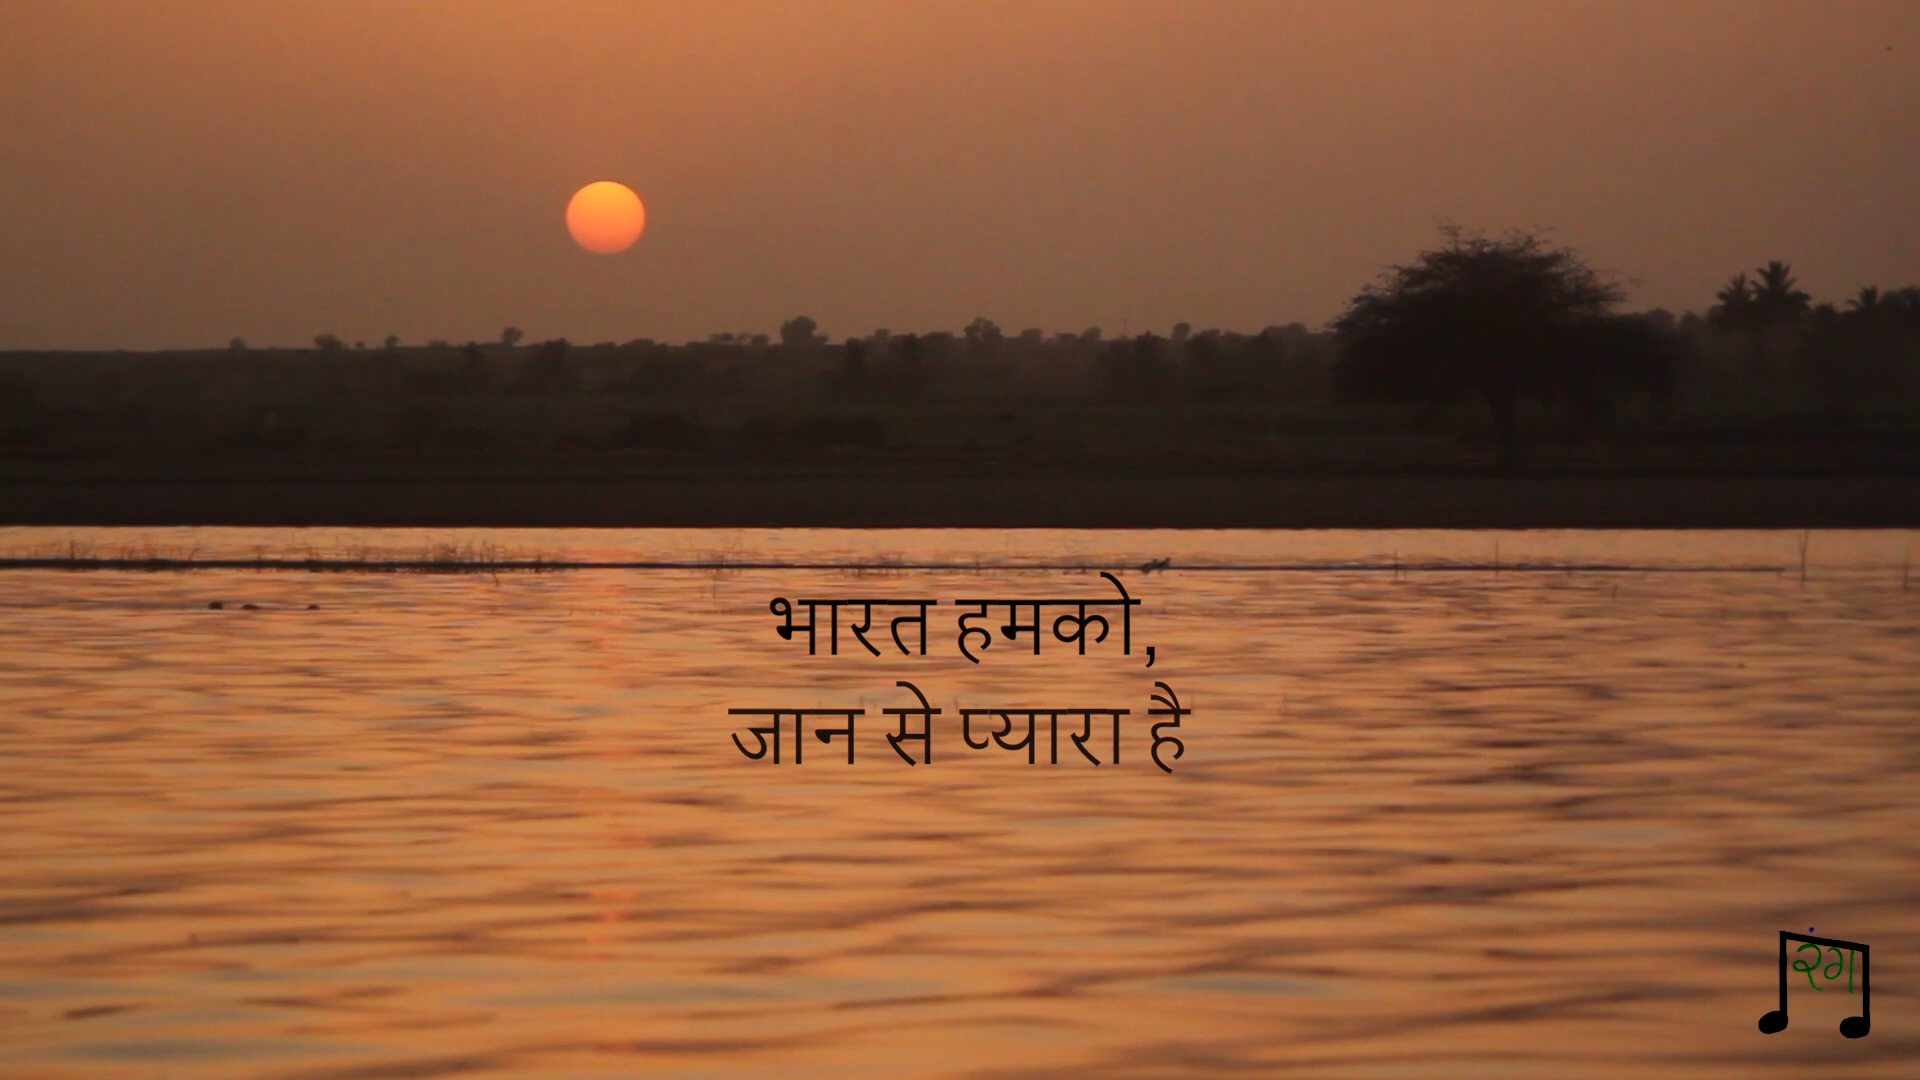 भारत हमको,
जान से प्यारा है
रंग